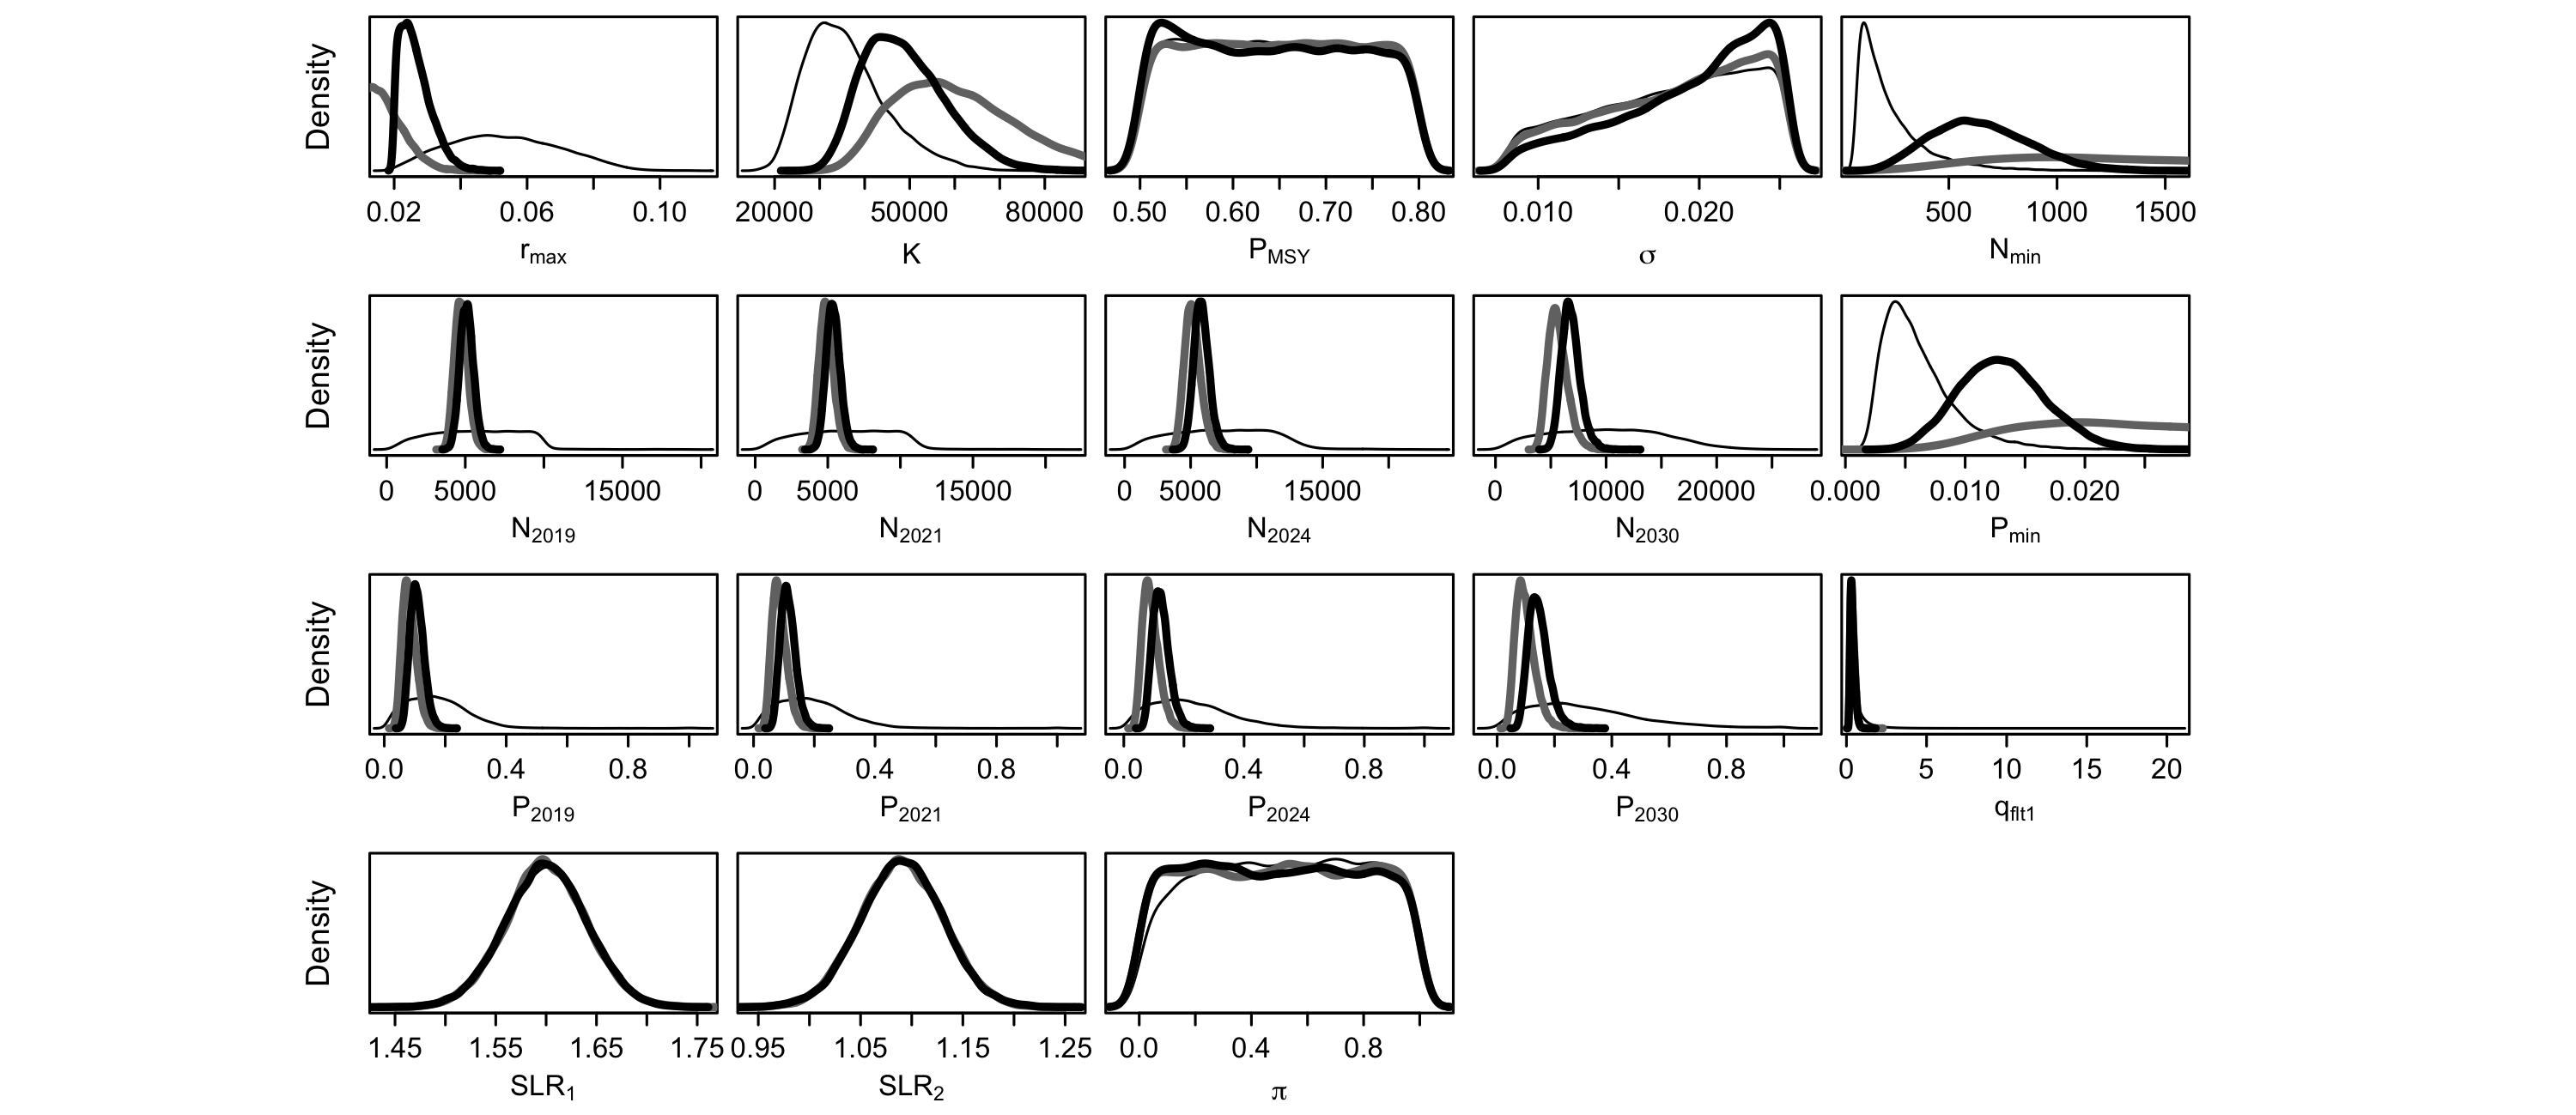 Density
0.02 0.06 0.10 20000 50000 80000 0.50 0.60 0.70 0.80 0.010 0.020 500 1000 1500
rmax K PMSY σ Nmin
Density
0 5000 15000 0 5000 15000 0 5000 15000 0 10000 20000 0.000 0.010 0.020
N2019 N2021 N2024 N2030 Pmin
Density
0.0 0.4 0.8 0.0 0.4 0.8 0.0 0.4 0.8 0.0 0.4 0.8 0 5 10 15 20
P2019 P2021 P2024 P2030 qflt1
Density
1.45 1.55 1.65 1.75 0.95 1.05 1.15 1.25 0.0 0.4 0.8
SLR1 SLR2 π